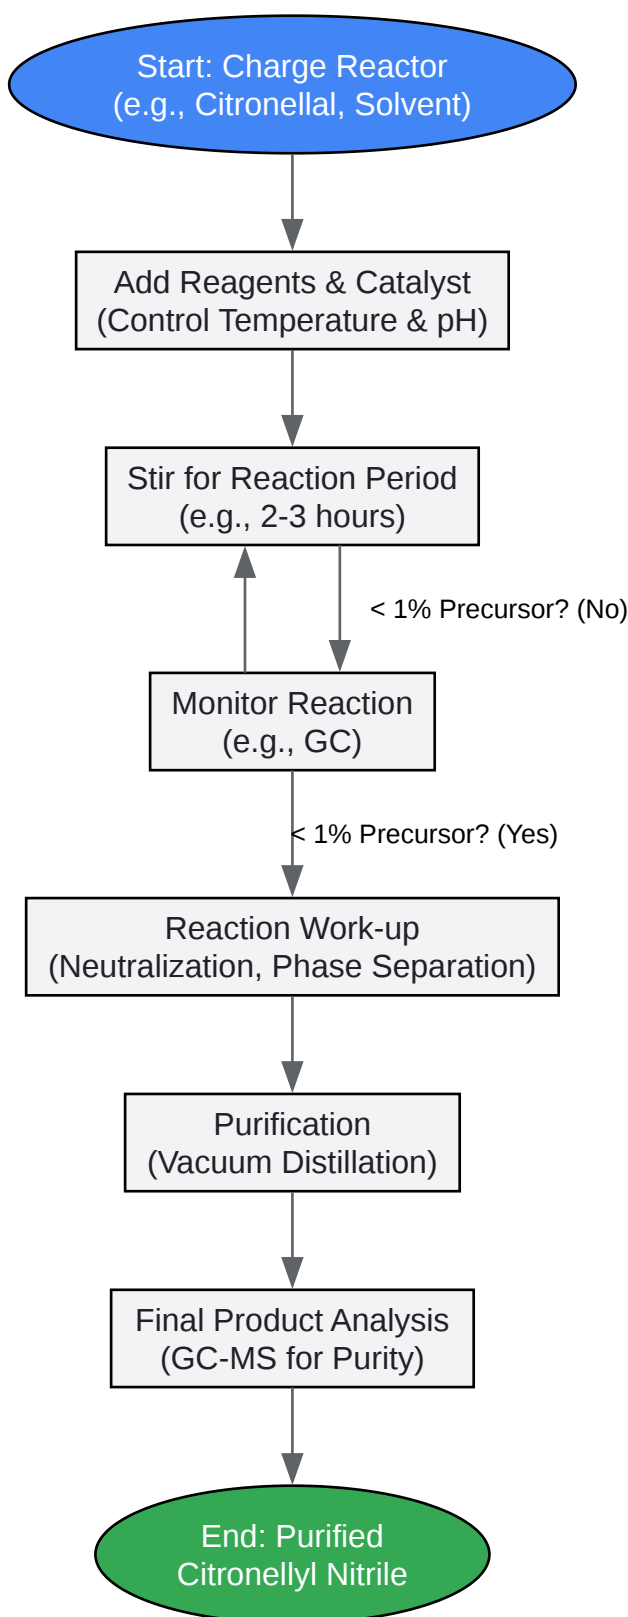 Start: Charge Reactor
(e.g., Citronellal, Solvent)
Add Reagents & Catalyst
(Control Temperature & pH)
Stir for Reaction Period
(e.g., 2-3 hours)
< 1% Precursor? (No)
Monitor Reaction
(e.g., GC)
< 1% Precursor? (Yes)
Reaction Work-up
(Neutralization, Phase Separation)
Purification
(Vacuum Distillation)
Final Product Analysis
(GC-MS for Purity)
End: Purified
Citronellyl Nitrile